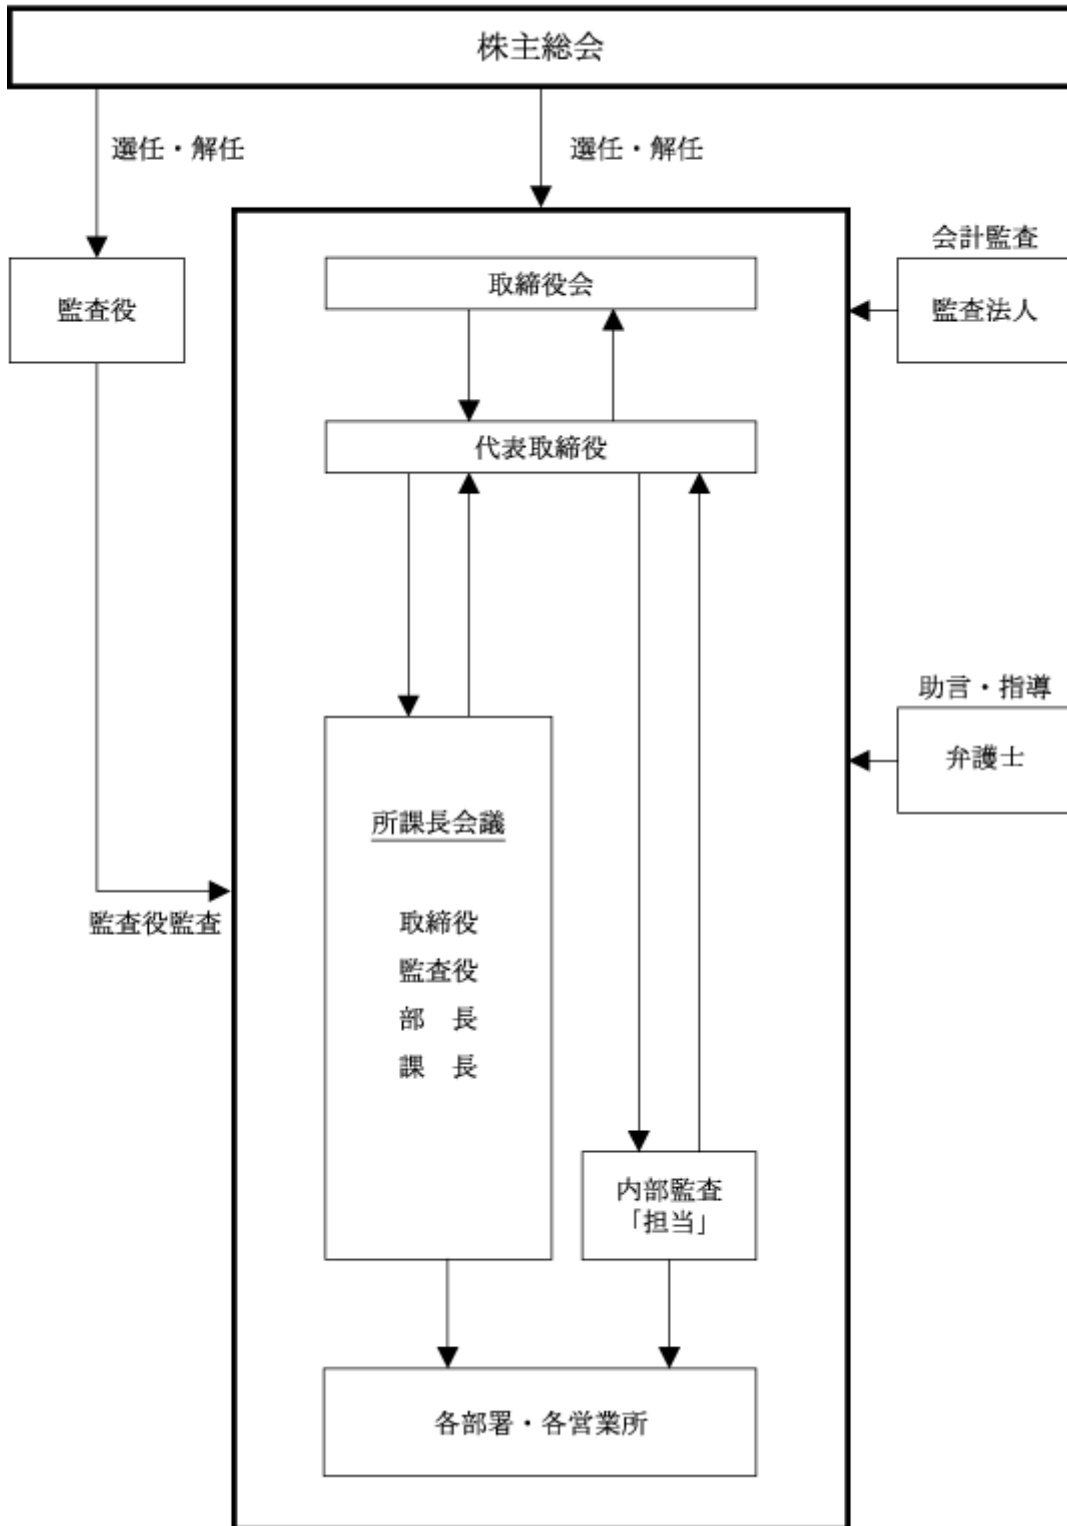 株主総会
選任・解任
選任・解任
会計監査
取締役会
監査役
監査法人
代表取締役
助言・指導
弁護士
所課長会議
監査役監査
取締役
監査役
部　長
課　長
内部監査
「担当」
各部署・各営業所